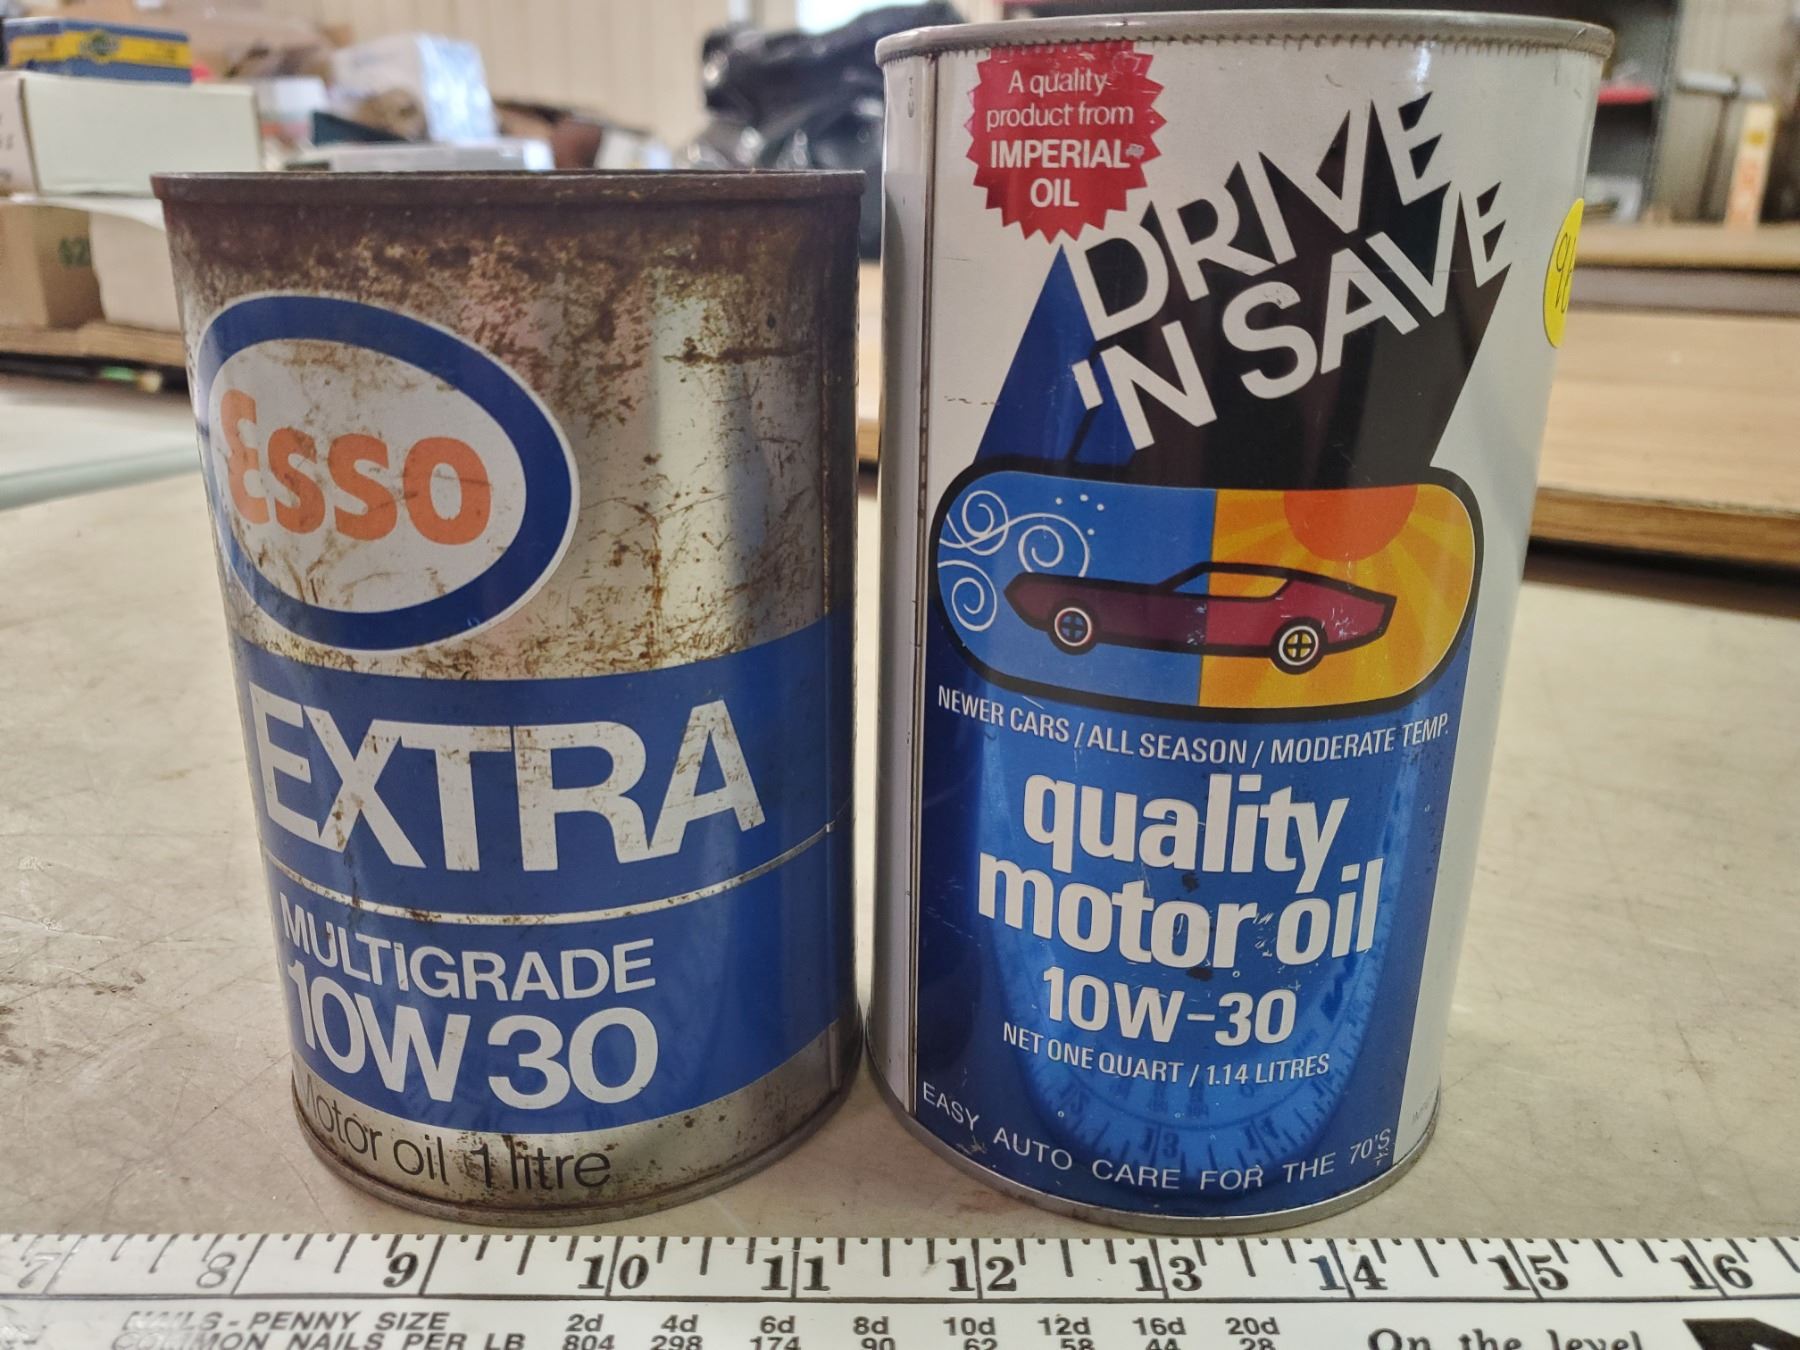 Esso
EXTRA
MULTIGRADE
10W 30
Motor oil 1 litre
A quality
product from
IMPERIAL
OIL
DRIVE
'N SAVE
NEWER CARS / ALL SEASON / MODERATE TEMP.
quality
motor oil
10W-30
NET ONE QUART / 1.14 LITRES
EASY AUTO CARE FOR THE 70'S
7 8 9 10 11 12 13 14 15 16
NAILS - PENNY SIZE 2d 4d 6d 8d 10d 12d 16d 20d
COMMON NAILS PER LB 804 298 174 90 62 58 44 28
On the level